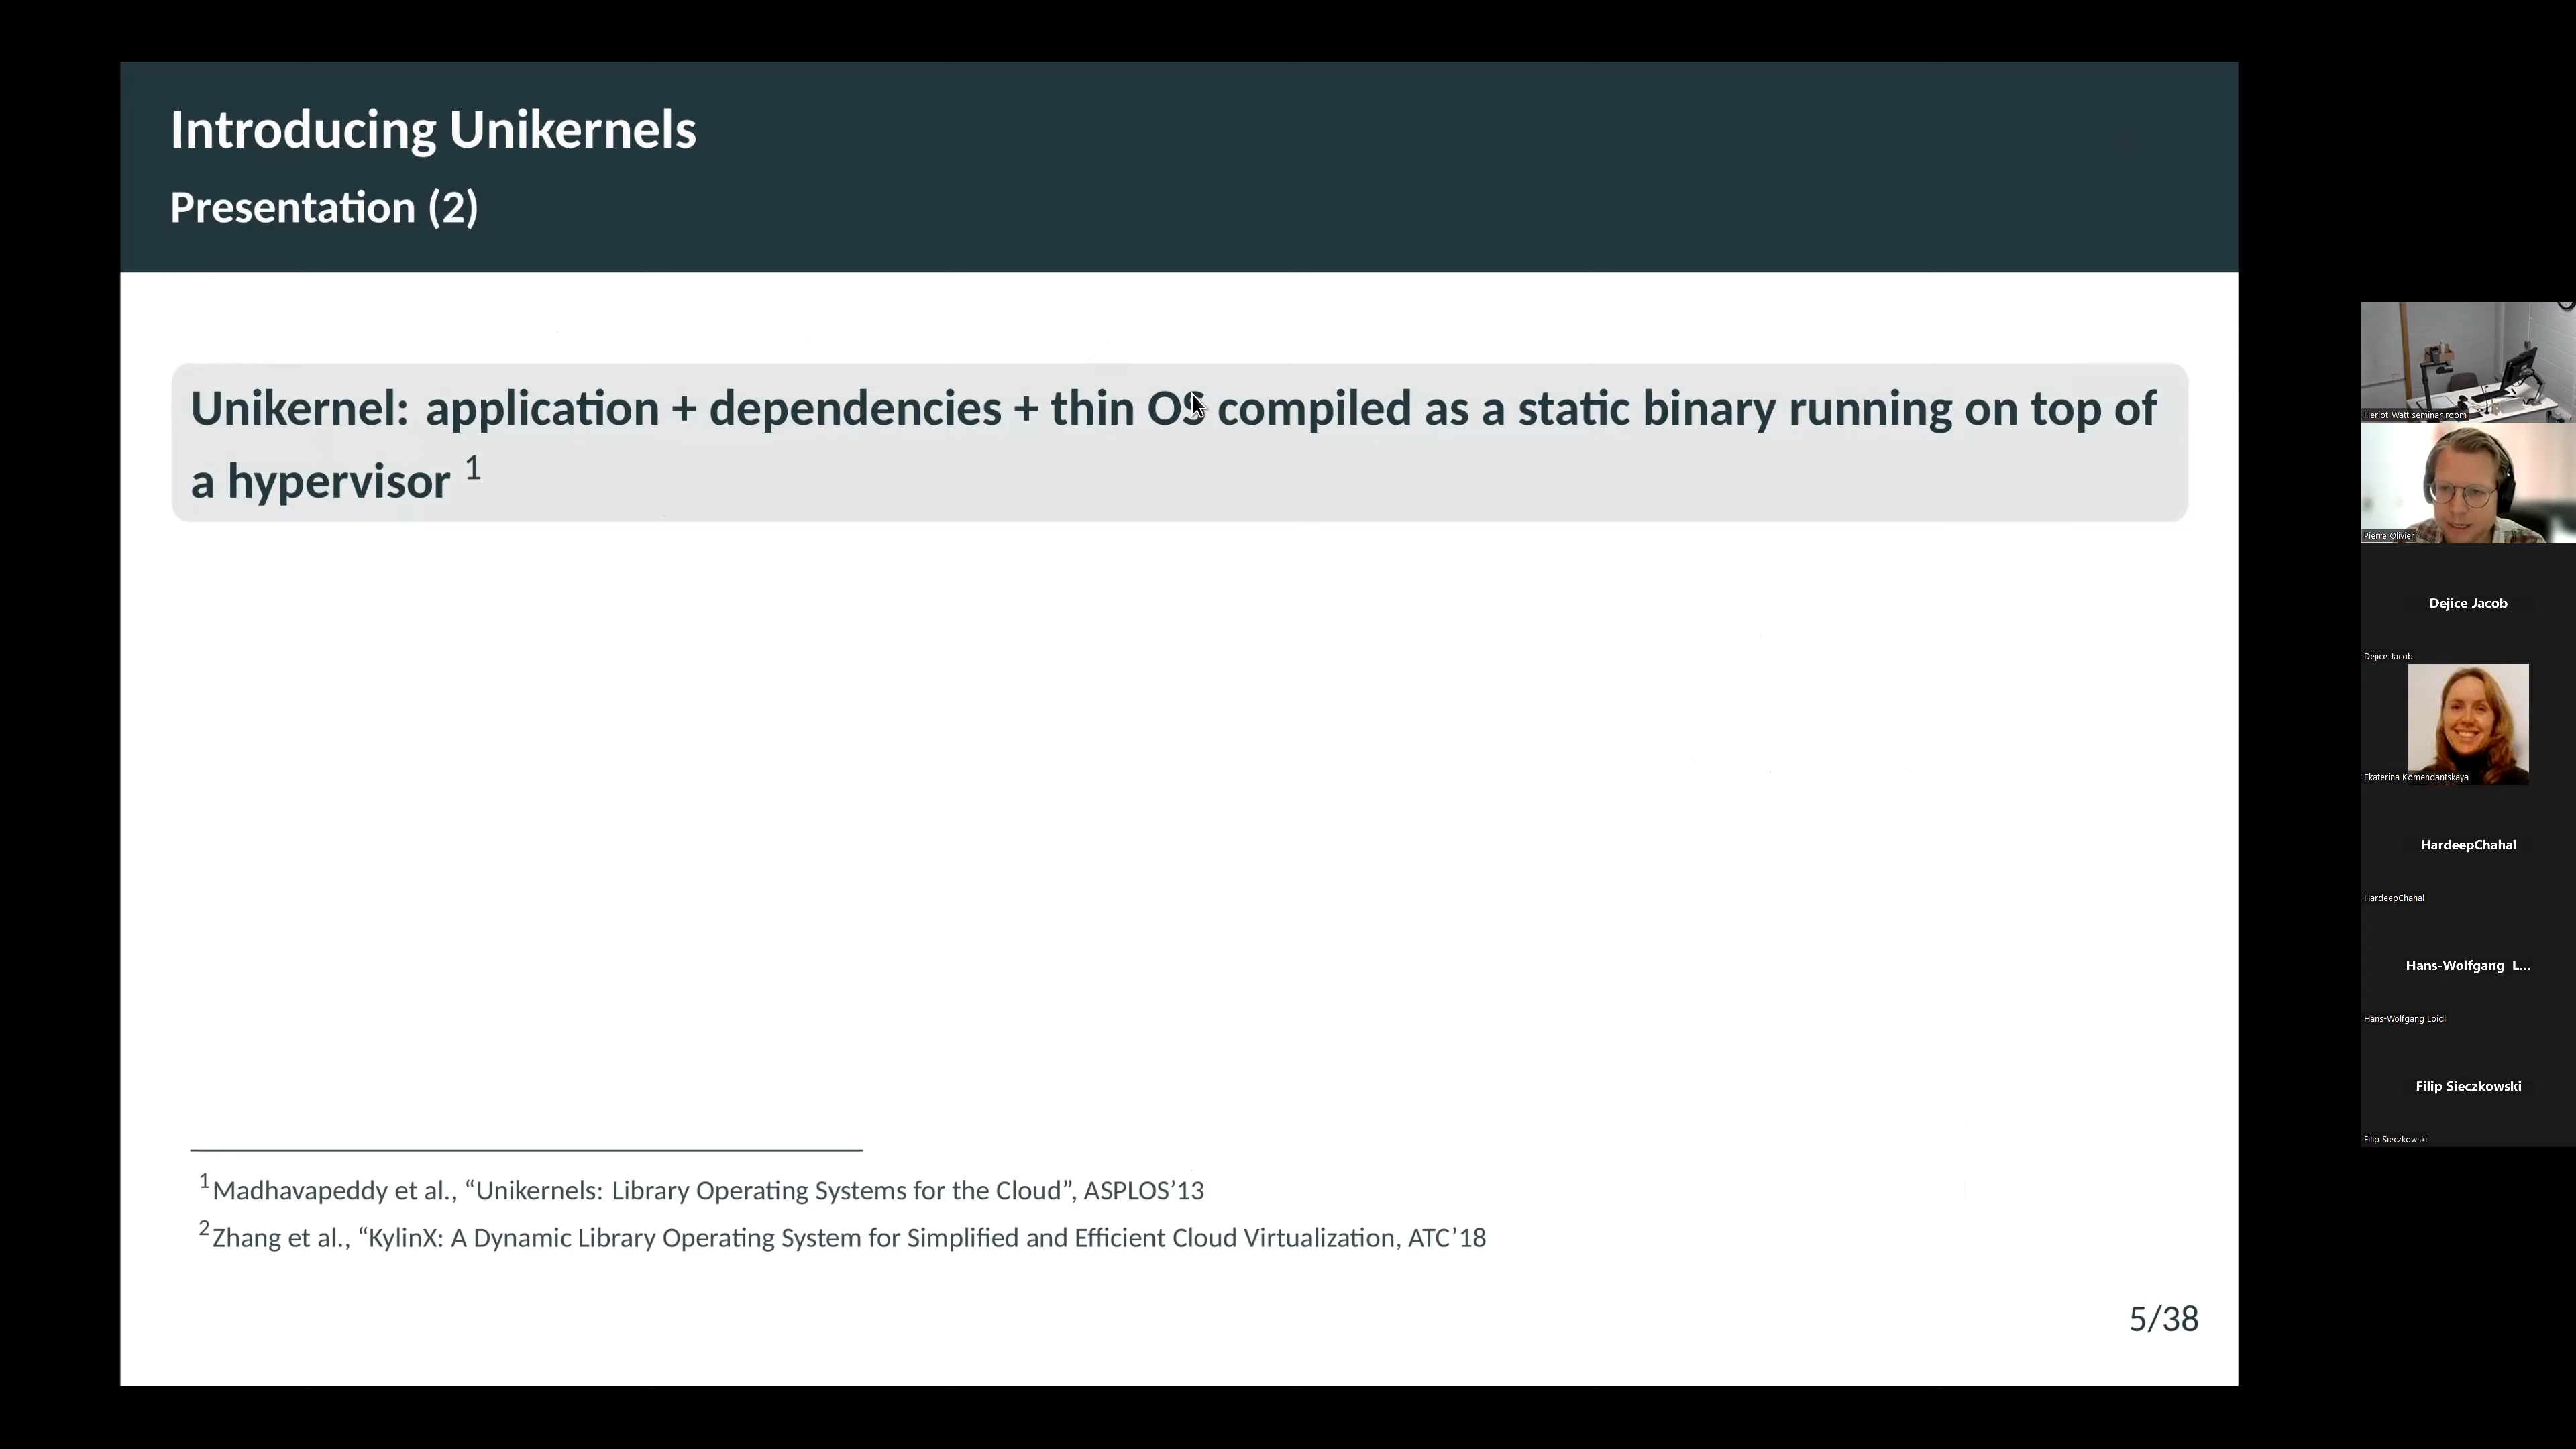 Introducing Unikernels
Presentation (2)
Unikernel: application + dependencies + thin OS compiled as a static binary running on top of
a hypervisor 1
1Madhavapeddy et al., “Unikernels: Library Operating Systems for the Cloud”, ASPLOS’13
2Zhang et al., “KylinX: A Dynamic Library Operating System for Simplified and Efficient Cloud Virtualization, ATC’18
5/38
Heriot-Watt seminar room
Pierre Olivier
Dejice Jacob
Dejice Jacob
Ekaterina Komendantskaya
HardeepChahal
HardeepChahal
Hans-Wolfgang L...
Hans-Wolfgang Loidl
Filip Sieczkowski
Filip Sieczkowski